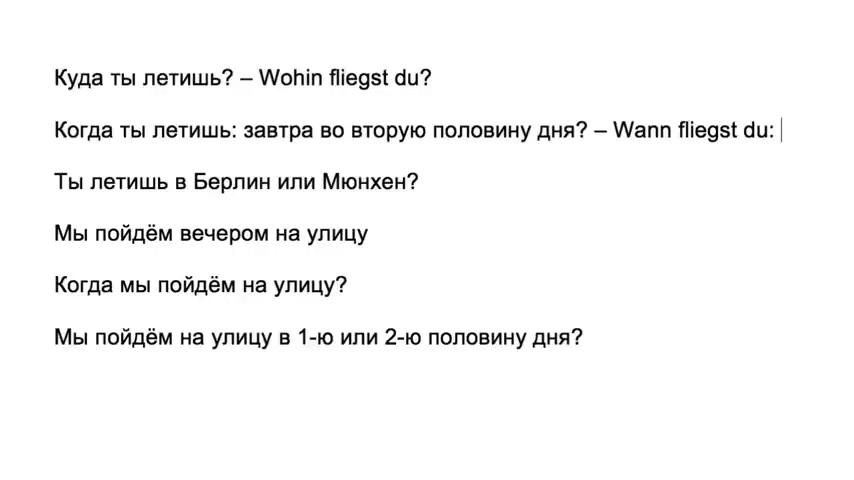 Куда ты летишь? – Wohin fliegst du?
Когда ты летишь: завтра во вторую половину дня? – Wann fliegst du:
Ты летишь в Берлин или Мюнхен?
Мы пойдём вечером на улицу
Когда мы пойдём на улицу?
Мы пойдём на улицу в 1-ю или 2-ю половину дня?